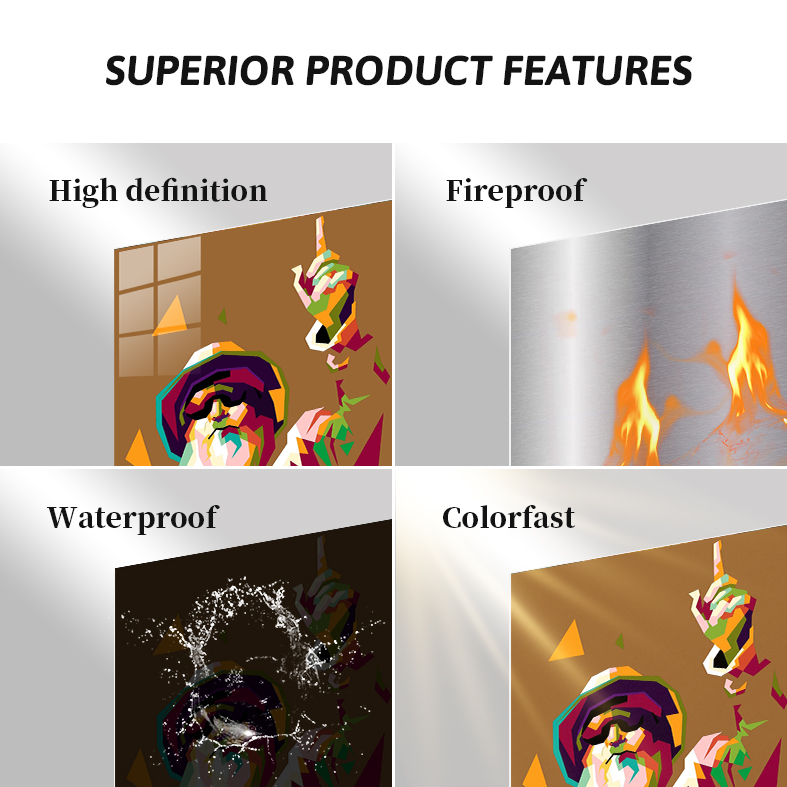 SUPERIOR PRODUCT FEATURES
High definition
Fireproof
Waterproof
Colorfast